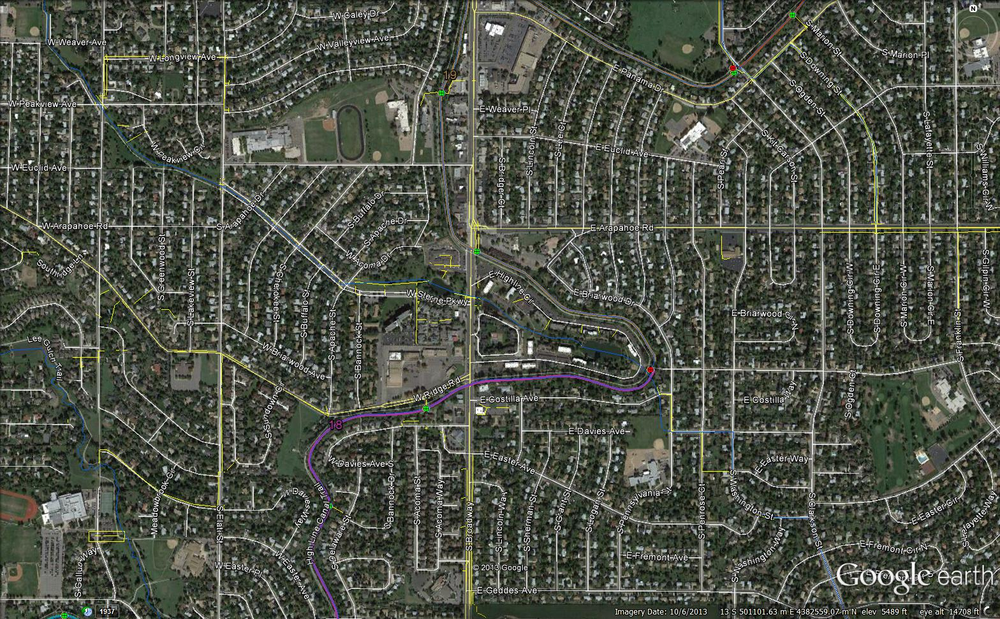 N
W Caley Dr
S Marion St
W Valleyview Ave
W Weaver Ave
S Marion Pl
W Longview Ave
S Downing St
E Panama Dr
19
S Ogden St
W Peakview Ave
E Weaver Pl
S Lafayette St
S Lee Ct
S Lincoln St
S Kit Carson St
W Peakview Cir
E Euclid Ave
S Pearl St
S Williams Cir W
W Euclid Ave
S Bridger Ct
S Buffalo Dr
S Arapahoe Dr
W Arapahoe Rd
S Apache Dr
E Arapahoe Rd
W Acoma Dr
S Greenwood St
Southridge Ln
S Gilpin Cir W
S Cherokee St
S Lakeview St
E Highline Cir
W Sterne Pkwy
E Briarwood Dr
S Downing Cir W
S Downing Cir E
S Marion Cir W
S Marion Cir E
S Buffalo St
S Apache St
S Bannock St
E Briarwood Cir N
S Franklin St
Lee Gulch Trail
W Briarwood Ave
W Ridge Rd
E Costilla Ave
E Costilla Way
S Ogden Ct
S Sundown Cir
18
E Davies Ave
W Davies Ave S
E Easter Ave
E Easter Way
Meadowbrook Cir
W Davies Way
High Line Canal Trail
S Bannock Dr
S Acoma St
S Acoma Way
S Broadway
S Lincoln Way
S Sherman St
S Grant St
S Logan St
S Pennsylvania St
S Penrose Ct
S Washington St
S Clarkson St
E Easter Cir
S Lafayette Way
S Elati St
S Delaware St
E Fremont Ave
E Fremont Cir N
E Fremont Cir S
S Washington Way
W Easter Pl
W Easter Ave
S Gallup Way
© 2013 Google
Google earth
E Geddes Ave
1937
Imagery Date: 10/6/2013 13 S 501101.63 m E 4382559.07 m N elev 5489 ft eye alt 14708 ft